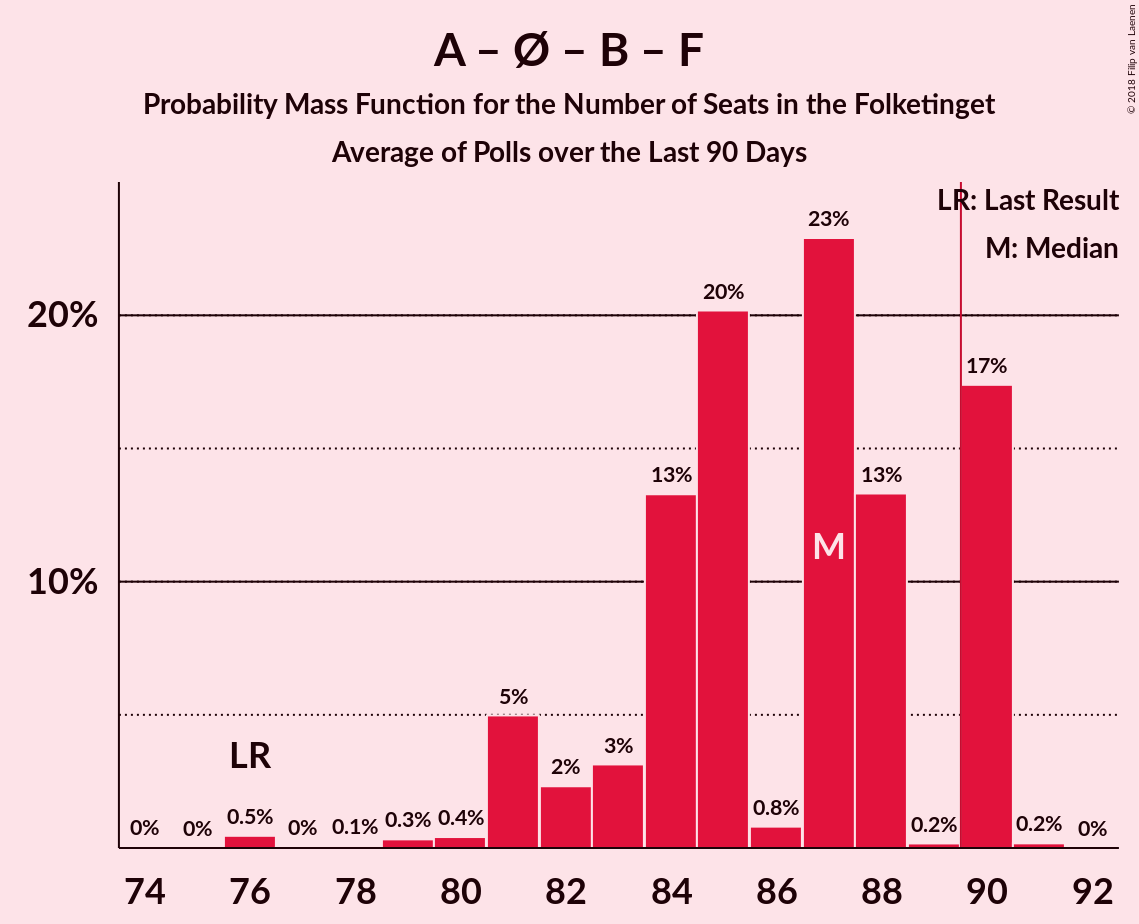 A – Ø – B – F
Probability Mass Function for the Number of Seats in the Folketinget
Average of Polls over the Last 90 Days
© 2018 Filip van Laenen
LR: Last Result
M: Median
23%
20%
20%
17%
13%
13%
M
10%
5%
LR
3%
2%
0% 0% 0.5% 0% 0.1% 0.3% 0.4% 0.8% 0.2% 0.2% 0%
74 76 78 80 82 84 86 88 90 92